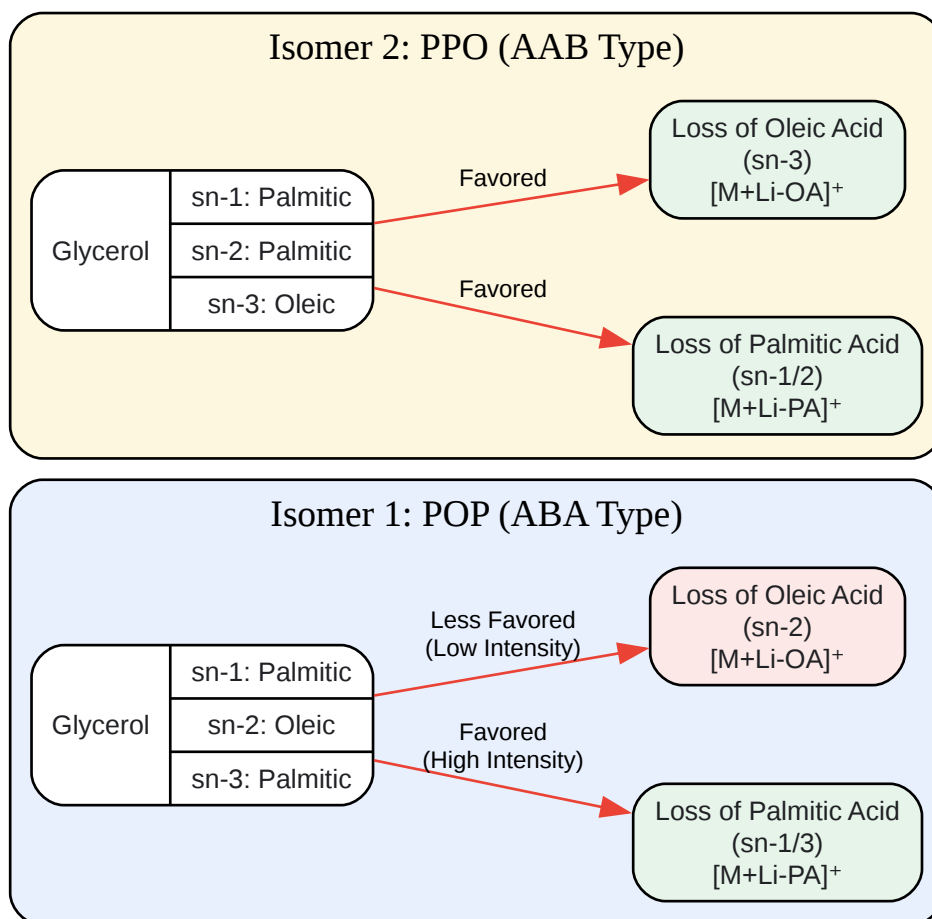 Isomer 2: PPO (AAB Type)
Glycerol
sn-1: Palmitic
sn-2: Palmitic
sn-3: Oleic
Favored
Loss of Oleic Acid
(sn-3)
[M+Li-OA]⁺
Favored
Loss of Palmitic Acid
(sn-1/2)
[M+Li-PA]⁺
Isomer 1: POP (ABA Type)
Glycerol
sn-1: Palmitic
sn-2: Oleic
sn-3: Palmitic
Less Favored
(Low Intensity)
Loss of Oleic Acid
(sn-2)
[M+Li-OA]⁺
Favored
(High Intensity)
Loss of Palmitic Acid
(sn-1/3)
[M+Li-PA]⁺